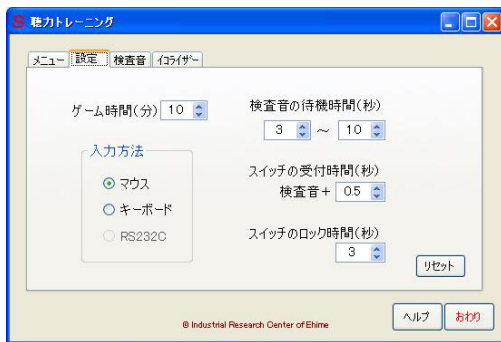 S 聴力トレーニング
メニュー 設定 検査音 イコライザー
ゲーム時間(分) 10
検査音の待機時間(秒)
3 ～ 10
入力方法
マウス
キーボード
RS232C
スイッチの受付時間(秒)
検査音+ 0.5
スイッチのロック時間(秒)
3
リセット
© Industrial Research Center of Ehime
ヘルプ おわり